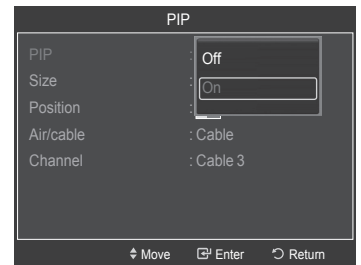 PIP
PIP :
Off
On
Size :
Position :
Air/cable : Cable
Channel : Cable 3
Move Enter Return